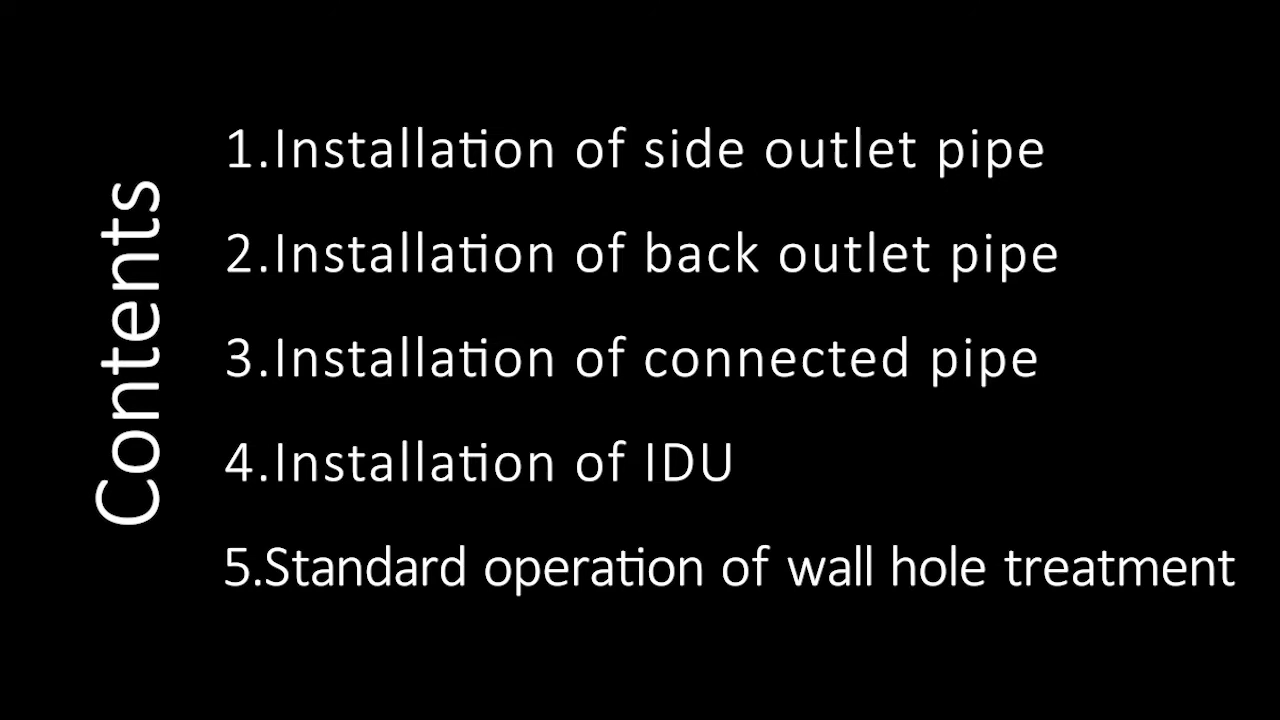 Contents
1.Installation of side outlet pipe
2.Installation of back outlet pipe
3.Installation of connected pipe
4.Installation of IDU
5.Standard operation of wall hole treatment